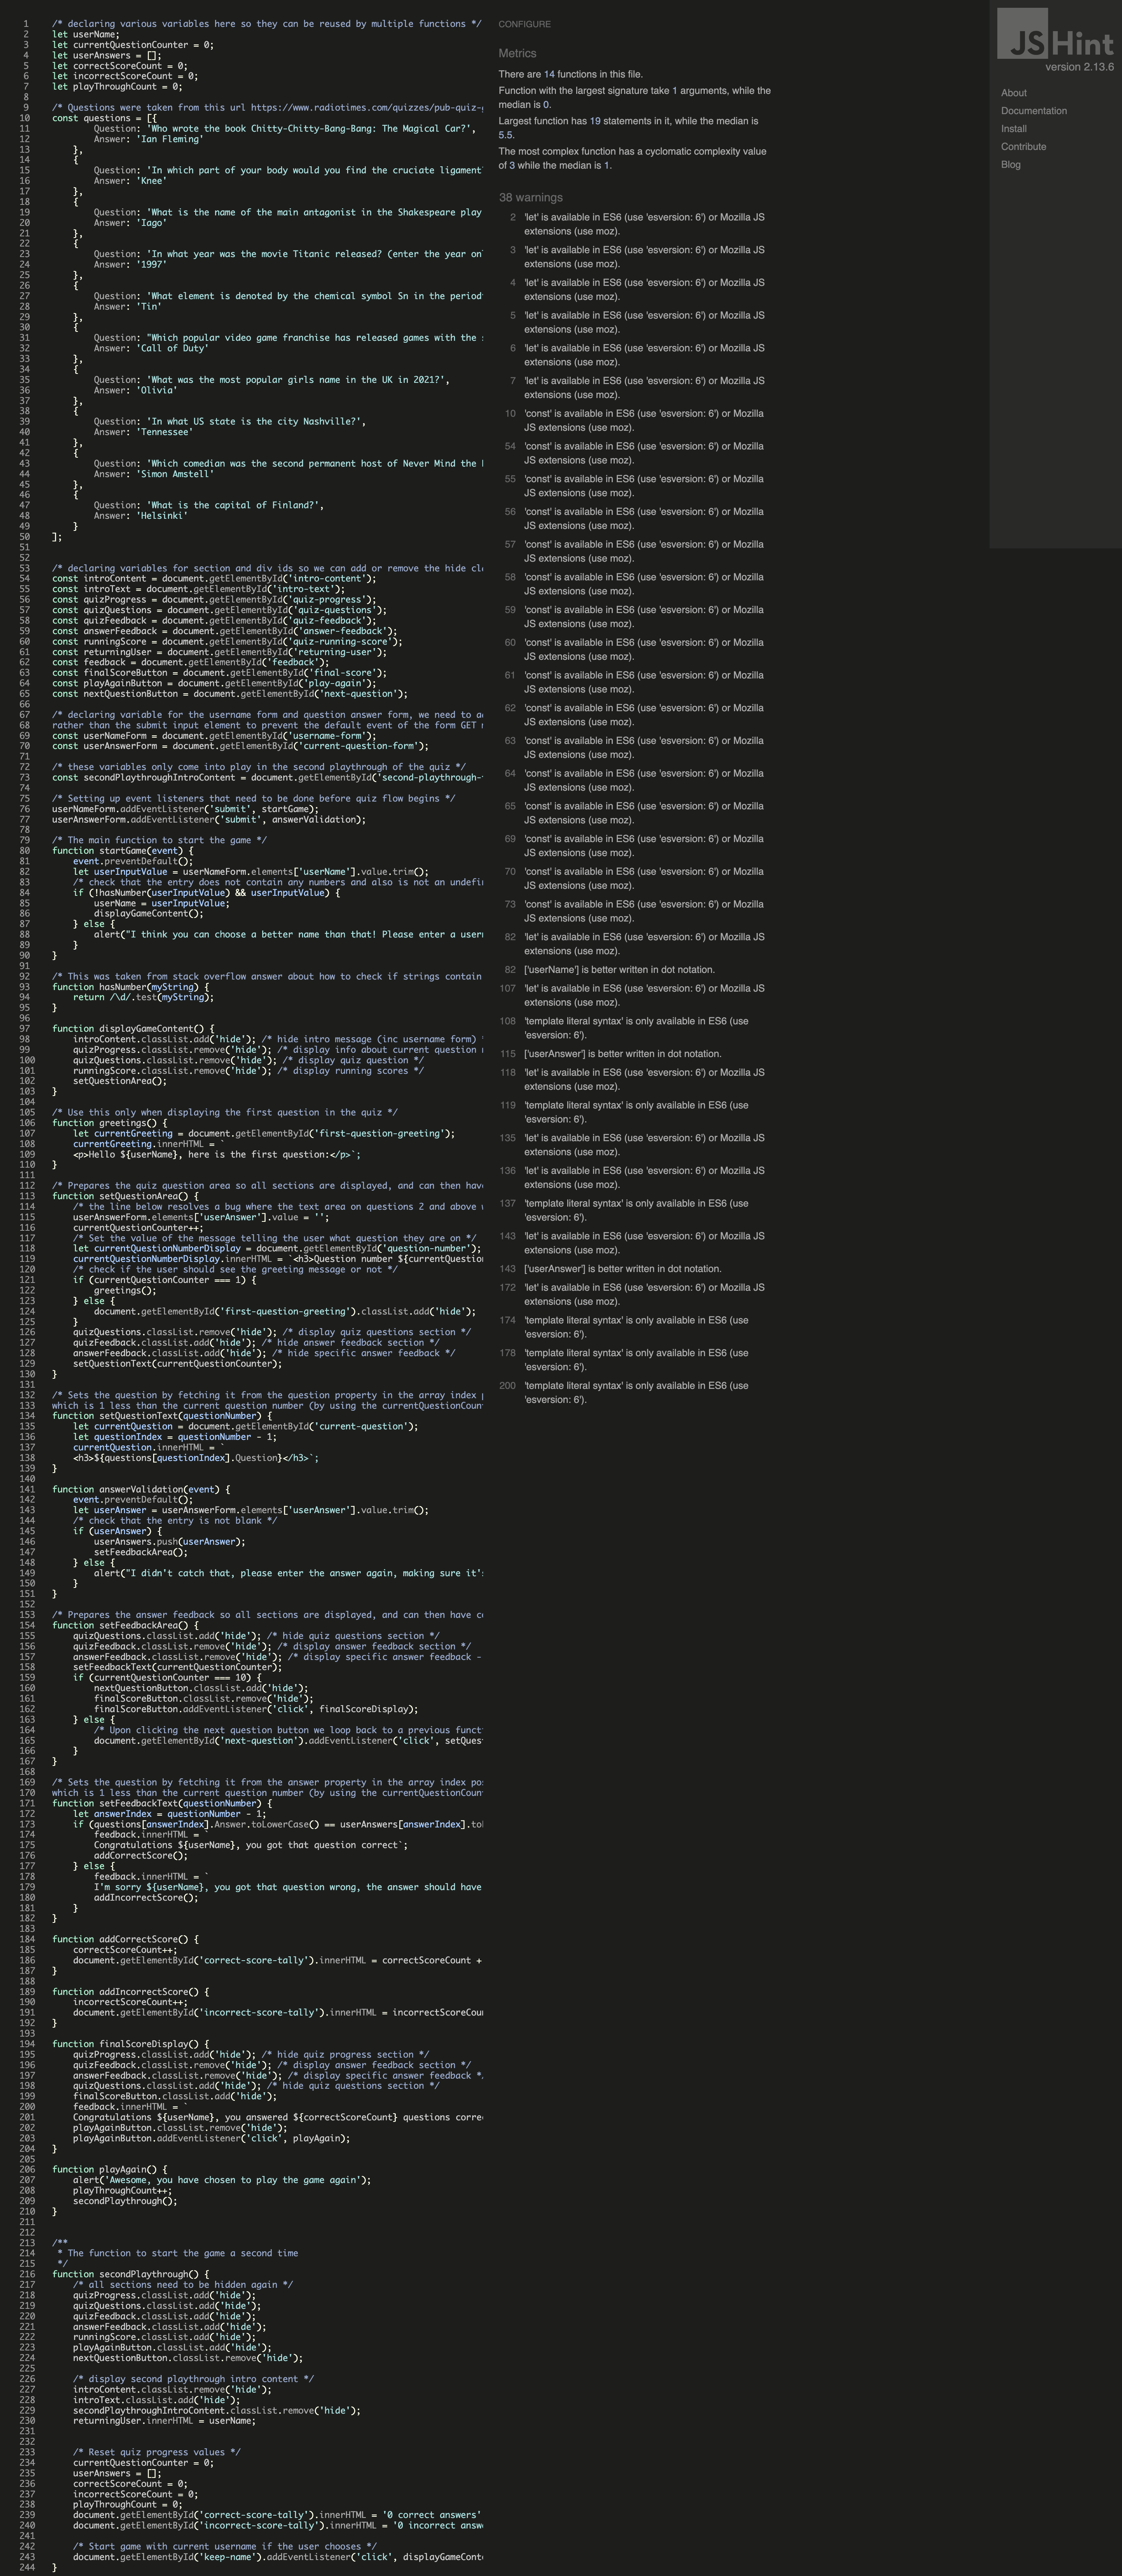 1 /* declaring various variables here so they can be reused by multiple functions */
2 let userName;
3 let currentQuestionCounter = 0;
4 let userAnswers = [];
5 let correctScoreCount = 0;
6 let incorrectScoreCount = 0;
7 let playThroughCount = 0;
8
9 /* Questions were taken from this url https://www.radiotimes.com/quizzes/pub-quiz-
10 const questions = [{
11 Question: 'Who wrote the book Chitty-Chitty-Bang-Bang: The Magical Car?',
12 Answer: 'Ian Fleming'
13 },
14 {
15 Question: 'In which part of your body would you find the cruciate ligament
16 Answer: 'Knee'
17 },
18 {
19 Question: 'What is the name of the main antagonist in the Shakespeare play
20 Answer: 'Iago'
21 },
22 {
23 Question: 'In what year was the movie Titanic released? (enter the year
24 Answer: '1997'
25 },
26 {
27 Question: 'What element is denoted by the chemical symbol Sn in the
28 Answer: 'Tin'
29 },
30 {
31 Question: "Which popular video game franchise has released games with the
32 Answer: 'Call of Duty'
33 },
34 {
35 Question: 'What was the most popular girls name in the UK in 2021?',
36 Answer: 'Olivia'
37 },
38 {
39 Question: 'In what US state is the city Nashville?',
40 Answer: 'Tennessee'
41 },
42 {
43 Question: 'Which comedian was the second permanent host of Never Mind the
44 Answer: 'Simon Amstell'
45 },
46 {
47 Question: 'What is the capital of Finland?',
48 Answer: 'Helsinki'
49 }
50 ];
51
52
53 /* declaring variables for section and div ids so we can add or remove the hide
54 const introContent = document.getElementById('intro-content');
55 const introText = document.getElementById('intro-text');
56 const quizProgress = document.getElementById('quiz-progress');
57 const quizQuestions = document.getElementById('quiz-questions');
58 const quizFeedback = document.getElementById('quiz-feedback');
59 const answerFeedback = document.getElementById('answer-feedback');
60 const runningScore = document.getElementById('quiz-running-score');
61 const returningUser = document.getElementById('returning-user');
62 const feedback = document.getElementById('feedback');
63 const finalScoreButton = document.getElementById('final-score');
64 const playAgainButton = document.getElementById('play-again');
65 const nextQuestionButton = document.getElementById('next-question');
66
67 /* declaring variable for the username form and question answer form, we need to
68 rather than the submit input element to prevent the default event of the form GET
69 const userNameForm = document.getElementById('username-form');
70 const userAnswerForm = document.getElementById('current-question-form');
71
72 /* these variables only come into play in the second playthrough of the quiz */
73 const secondPlaythroughIntroContent = document.getElementById('second-playthrough-
74
75 /* Setting up event listeners that need to be done before quiz flow begins */
76 userNameForm.addEventListener('submit', startGame);
77 userAnswerForm.addEventListener('submit', answerValidation);
78
79 /* The main function to start the game */
80 function startGame(event) {
81 event.preventDefault();
82 let userInputValue = userNameForm.elements['userName'].value.trim();
83 /* check that the entry does not contain any numbers and also is not an
84 if (!hasNumber(userInputValue) && userInputValue) {
85 userName = userInputValue;
86 displayGameContent();
87 } else {
88 alert("I think you can choose a better name than that! Please enter a
89 }
90 }
91
92 /* This was taken from stack overflow answer about how to check if strings contain
93 function hasNumber(myString) {
94 return /\d/.test(myString);
95 }
96
97 function displayGameContent() {
98 introContent.classList.add('hide'); /* hide intro message (inc username form)
99 quizProgress.classList.remove('hide'); /* display info about current question
100 quizQuestions.classList.remove('hide'); /* display quiz question */
101 runningScore.classList.remove('hide'); /* display running scores */
102 setQuestionArea();
103 }
104
105 /* Use this only when displaying the first question in the quiz */
106 function greetings() {
107 let currentGreeting = document.getElementById('first-question-greeting');
108 currentGreeting.innerHTML = `
109 <p>Hello ${userName}, here is the first question:</p>`;
110 }
111
112 /* Prepares the quiz question area so all sections are displayed, and can then
113 function setQuestionArea() {
114 /* the line below resolves a bug where the text area on questions 2 and above
115 userAnswerForm.elements['userAnswer'].value = '';
116 currentQuestionCounter++;
117 /* Set the value of the message telling the user what question they are on */
118 let currentQuestionNumberDisplay = document.getElementById('question-number');
119 currentQuestionNumberDisplay.innerHTML = `<h3>Question number ${currentQuestion
120 /* check if the user should see the greeting message or not */
121 if (currentQuestionCounter === 1) {
122 greetings();
123 } else {
124 document.getElementById('first-question-greeting').classList.add('hide');
125 }
126 quizQuestions.classList.remove('hide'); /* display quiz questions section */
127 quizFeedback.classList.add('hide'); /* hide answer feedback section */
128 answerFeedback.classList.add('hide'); /* hide specific answer feedback */
129 setQuestionText(currentQuestionCounter);
130 }
131
132 /* Sets the question by fetching it from the question property in the array index
133 which is 1 less than the current question number (by using the currentQuestionCoun
134 function setQuestionText(questionNumber) {
135 let currentQuestion = document.getElementById('current-question');
136 let questionIndex = questionNumber - 1;
137 currentQuestion.innerHTML = `
138 <h3>${questions[questionIndex].Question}</h3>`;
139 }
140
141 function answerValidation(event) {
142 event.preventDefault();
143 let userAnswer = userAnswerForm.elements['userAnswer'].value.trim();
144 /* check that the entry is not blank */
145 if (userAnswer) {
146 userAnswers.push(userAnswer);
147 setFeedbackArea();
148 } else {
149 alert("I didn't catch that, please enter the answer again, making sure it's
150 }
151 }
152
153 /* Prepares the answer feedback so all sections are displayed, and can then have
154 function setFeedbackArea() {
155 quizQuestions.classList.add('hide'); /* hide quiz questions section */
156 quizFeedback.classList.remove('hide'); /* display answer feedback section */
157 answerFeedback.classList.remove('hide'); /* display specific answer feedback -
158 setFeedbackText(currentQuestionCounter);
159 if (currentQuestionCounter === 10) {
160 nextQuestionButton.classList.add('hide');
161 finalScoreButton.classList.remove('hide');
162 finalScoreButton.addEventListener('click', finalScoreDisplay);
163 } else {
164 /* Upon clicking the next question button we loop back to a previous
165 document.getElementById('next-question').addEventListener('click', setQues
166 }
167 }
168
169 /* Sets the question by fetching it from the answer property in the array index
170 which is 1 less than the current question number (by using the currentQuestionCoun
171 function setFeedbackText(questionNumber) {
172 let answerIndex = questionNumber - 1;
173 if (questions[answerIndex].Answer.toLowerCase() == userAnswers[answerIndex].to
174 feedback.innerHTML = `
175 Congratulations ${userName}, you got that question correct`;
176 addCorrectScore();
177 } else {
178 feedback.innerHTML = `
179 I'm sorry ${userName}, you got that question wrong, the answer should have
180 addIncorrectScore();
181 }
182 }
183
184 function addCorrectScore() {
185 correctScoreCount++;
186 document.getElementById('correct-score-tally').innerHTML = correctScoreCount +
187 }
188
189 function addIncorrectScore() {
190 incorrectScoreCount++;
191 document.getElementById('incorrect-score-tally').innerHTML = incorrectScoreCou
192 }
193
194 function finalScoreDisplay() {
195 quizProgress.classList.add('hide'); /* hide quiz progress section */
196 quizFeedback.classList.remove('hide'); /* display answer feedback section */
197 answerFeedback.classList.remove('hide'); /* display specific answer feedback */
198 quizQuestions.classList.add('hide'); /* hide quiz questions section */
199 finalScoreButton.classList.add('hide');
200 feedback.innerHTML = `
201 Congratulations ${userName}, you answered ${correctScoreCount} questions
202 playAgainButton.classList.remove('hide');
203 playAgainButton.addEventListener('click', playAgain);
204 }
205
206 function playAgain() {
207 alert('Awesome, you have chosen to play the game again');
208 playThroughCount++;
209 secondPlaythrough();
210 }
211
212
213 /**
214 * The function to start the game a second time
215 */
216 function secondPlaythrough() {
217 /* all sections need to be hidden again */
218 quizProgress.classList.add('hide');
219 quizQuestions.classList.add('hide');
220 quizFeedback.classList.add('hide');
221 answerFeedback.classList.add('hide');
222 runningScore.classList.add('hide');
223 playAgainButton.classList.add('hide');
224 nextQuestionButton.classList.remove('hide');
225
226 /* display second playthrough intro content */
227 introContent.classList.remove('hide');
228 introText.classList.add('hide');
229 secondPlaythroughIntroContent.classList.remove('hide');
230 returningUser.innerHTML = userName;
231
232
233 /* Reset quiz progress values */
234 currentQuestionCounter = 0;
235 userAnswers = [];
236 correctScoreCount = 0;
237 incorrectScoreCount = 0;
238 playThroughCount = 0;
239 document.getElementById('correct-score-tally').innerHTML = '0 correct answers'
240 document.getElementById('incorrect-score-tally').innerHTML = '0 incorrect answ
241
242 /* Start game with current username if the user chooses */
243 document.getElementById('keep-name').addEventListener('click', displayGameCont
244 }
CONFIGURE
Metrics
There are 14 functions in this file.
Function with the largest signature take 1 arguments, while the
median is 0.
Largest function has 19 statements in it, while the median is
5.5.
The most complex function has a cyclomatic complexity value
of 3 while the median is 1.
38 warnings
2 'let' is available in ES6 (use 'esversion: 6') or Mozilla JS
extensions (use moz).
3 'let' is available in ES6 (use 'esversion: 6') or Mozilla JS
extensions (use moz).
4 'let' is available in ES6 (use 'esversion: 6') or Mozilla JS
extensions (use moz).
5 'let' is available in ES6 (use 'esversion: 6') or Mozilla JS
extensions (use moz).
6 'let' is available in ES6 (use 'esversion: 6') or Mozilla JS
extensions (use moz).
7 'let' is available in ES6 (use 'esversion: 6') or Mozilla JS
extensions (use moz).
10 'const' is available in ES6 (use 'esversion: 6') or Mozilla
JS extensions (use moz).
54 'const' is available in ES6 (use 'esversion: 6') or Mozilla
JS extensions (use moz).
55 'const' is available in ES6 (use 'esversion: 6') or Mozilla
JS extensions (use moz).
56 'const' is available in ES6 (use 'esversion: 6') or Mozilla
JS extensions (use moz).
57 'const' is available in ES6 (use 'esversion: 6') or Mozilla
JS extensions (use moz).
58 'const' is available in ES6 (use 'esversion: 6') or Mozilla
JS extensions (use moz).
59 'const' is available in ES6 (use 'esversion: 6') or Mozilla
JS extensions (use moz).
60 'const' is available in ES6 (use 'esversion: 6') or Mozilla
JS extensions (use moz).
61 'const' is available in ES6 (use 'esversion: 6') or Mozilla
JS extensions (use moz).
62 'const' is available in ES6 (use 'esversion: 6') or Mozilla
JS extensions (use moz).
63 'const' is available in ES6 (use 'esversion: 6') or Mozilla
JS extensions (use moz).
64 'const' is available in ES6 (use 'esversion: 6') or Mozilla
JS extensions (use moz).
65 'const' is available in ES6 (use 'esversion: 6') or Mozilla
JS extensions (use moz).
69 'const' is available in ES6 (use 'esversion: 6') or Mozilla
JS extensions (use moz).
70 'const' is available in ES6 (use 'esversion: 6') or Mozilla
JS extensions (use moz).
73 'const' is available in ES6 (use 'esversion: 6') or Mozilla
JS extensions (use moz).
82 'let' is available in ES6 (use 'esversion: 6') or Mozilla JS
extensions (use moz).
82 ['userName'] is better written in dot notation.
107 'let' is available in ES6 (use 'esversion: 6') or Mozilla JS
extensions (use moz).
108 'template literal syntax' is only available in ES6 (use
'esversion: 6').
115 ['userAnswer'] is better written in dot notation.
118 'let' is available in ES6 (use 'esversion: 6') or Mozilla JS
extensions (use moz).
119 'template literal syntax' is only available in ES6 (use
'esversion: 6').
135 'let' is available in ES6 (use 'esversion: 6') or Mozilla JS
extensions (use moz).
136 'let' is available in ES6 (use 'esversion: 6') or Mozilla JS
extensions (use moz).
137 'template literal syntax' is only available in ES6 (use
'esversion: 6').
143 'let' is available in ES6 (use 'esversion: 6') or Mozilla JS
extensions (use moz).
143 ['userAnswer'] is better written in dot notation.
172 'let' is available in ES6 (use 'esversion: 6') or Mozilla JS
extensions (use moz).
174 'template literal syntax' is only available in ES6 (use
'esversion: 6').
178 'template literal syntax' is only available in ES6 (use
'esversion: 6').
200 'template literal syntax' is only available in ES6 (use
'esversion: 6').
JSHint
version 2.13.6
About
Documentation
Install
Contribute
Blog